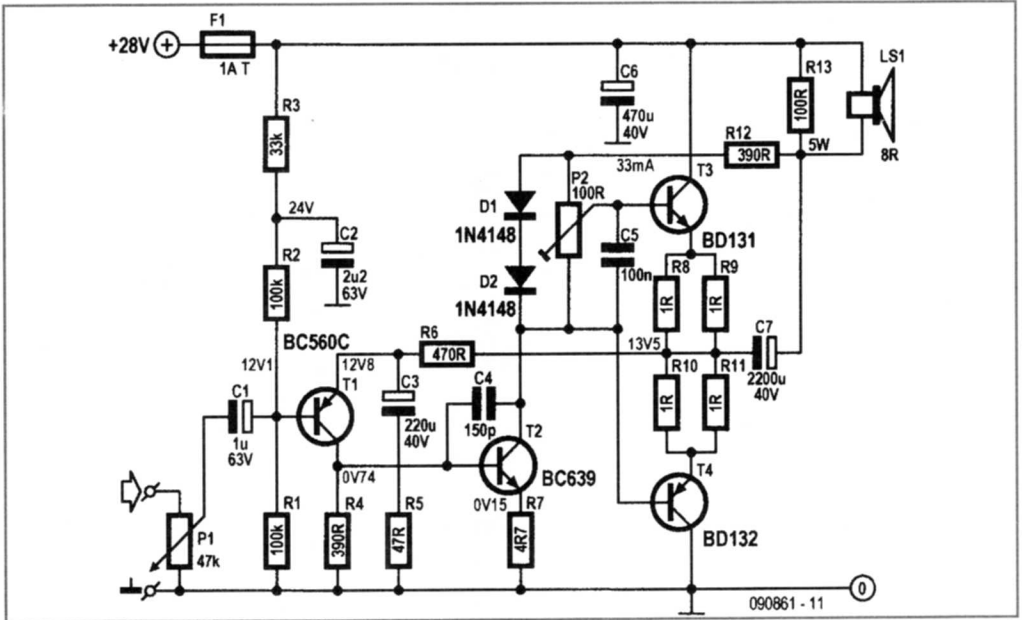 F1
+28V
1A T
R3
33k
C6
470u
40V
R13
100R
5W
LS1
8R
R12
390R
33mA
T3
24V
P2
100R
D1
1N4148
C2
2u2
63V
C5
100n
BD131
R2
100k
D2
1N4148
R8
1R
R9
1R
BC560C
R6
470R
13V5
C7
2200u
40V
12V1
12V8
T1
C3
220u
40V
C4
150p
R10
1R
R11
1R
C1
1u
63V
T2
BC639
0V74
0V15
T4
BD132
R1
100k
R4
390R
R5
47R
R7
4R7
P1
47k
0
090861 - 11